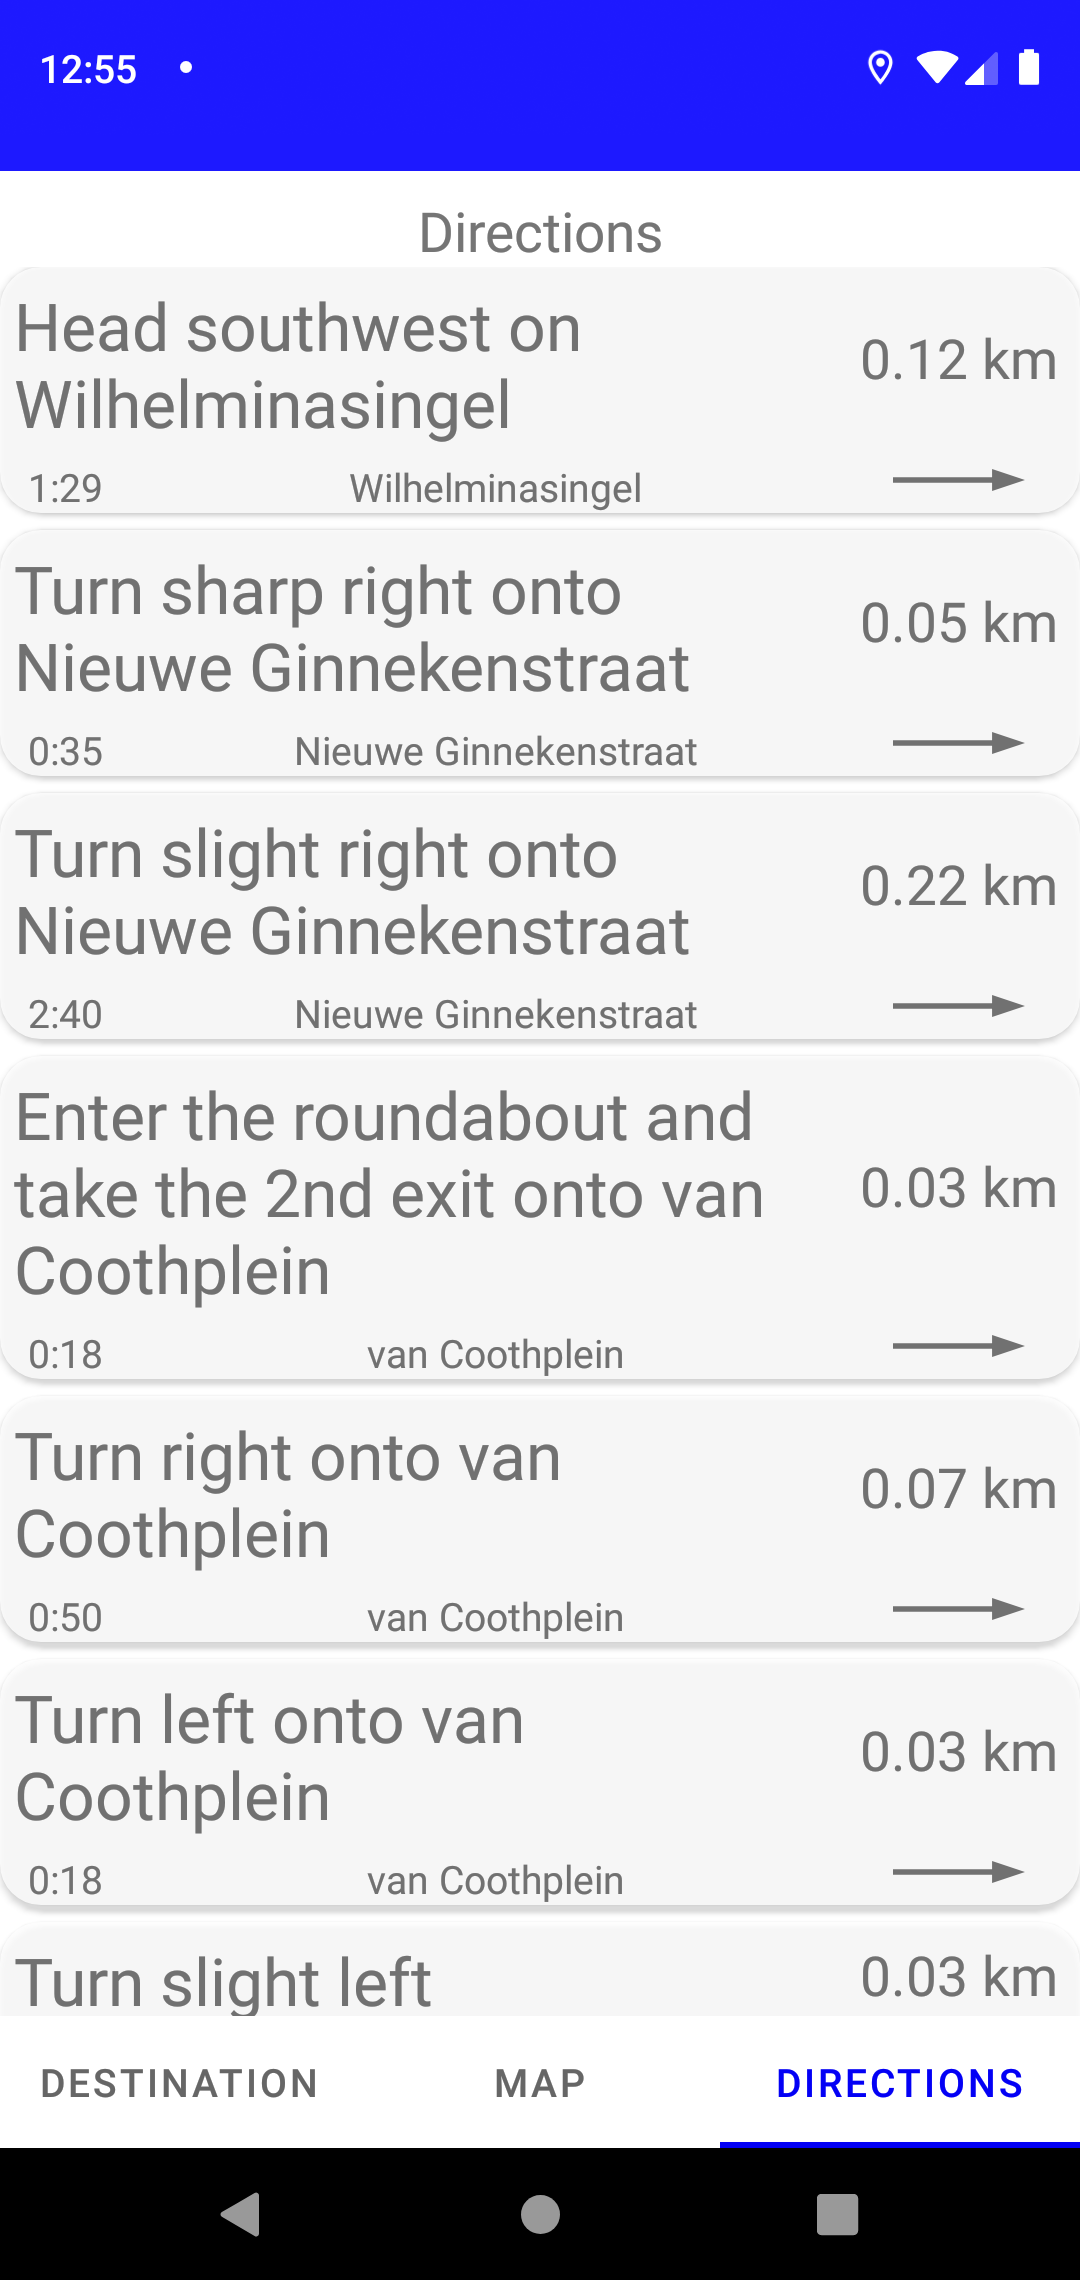 12:55
Directions
Head southwest on
Wilhelminasingel
0.12 km
1:29
Wilhelminasingel
Turn sharp right onto
Nieuwe Ginnekenstraat
0.05 km
0:35
Nieuwe Ginnekenstraat
Turn slight right onto
Nieuwe Ginnekenstraat
0.22 km
2:40
Nieuwe Ginnekenstraat
Enter the roundabout and
take the 2nd exit onto van
Coothplein
0.03 km
0:18
van Coothplein
Turn right onto van
Coothplein
0.07 km
0:50
van Coothplein
Turn left onto van
Coothplein
0.03 km
0:18
van Coothplein
Turn slight left
0.03 km
DESTINATION
MAP
DIRECTIONS